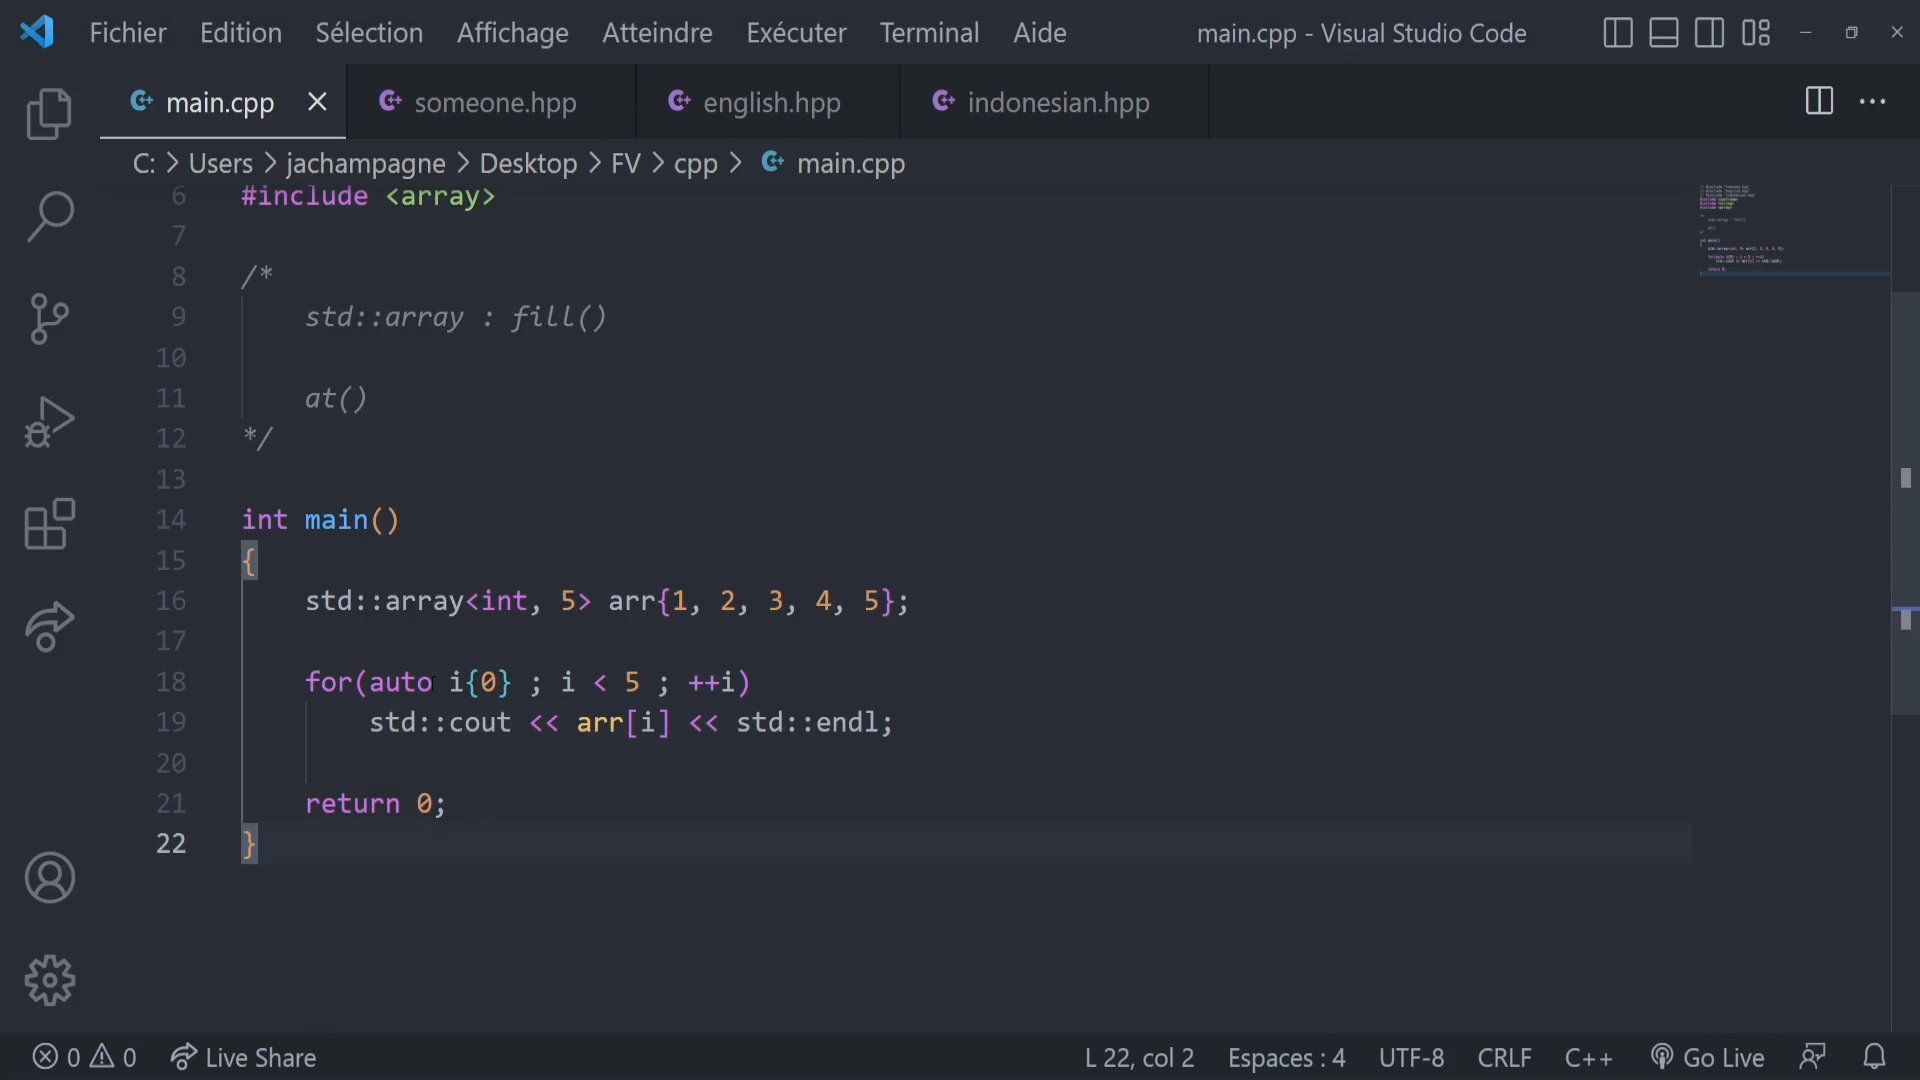 Fichier Edition Sélection Affichage Atteindre Exécuter Terminal Aide main.cpp - Visual Studio Code
main.cpp someone.hpp english.hpp indonesian.hpp
C: > Users > jachampagne > Desktop > FV > cpp > main.cpp
6 #include <array>
7
8 /*
9 std::array : fill()
10
11 at()
12 */
13
14 int main()
15 {
16 std::array<int, 5> arr{1, 2, 3, 4, 5};
17
18 for(auto i{0} ; i < 5 ; ++i)
19 std::cout << arr[i] << std::endl;
20
21 return 0;
22 }
0 0 Live Share L 22, col 2 Espaces : 4 UTF-8 CRLF C++ Go Live